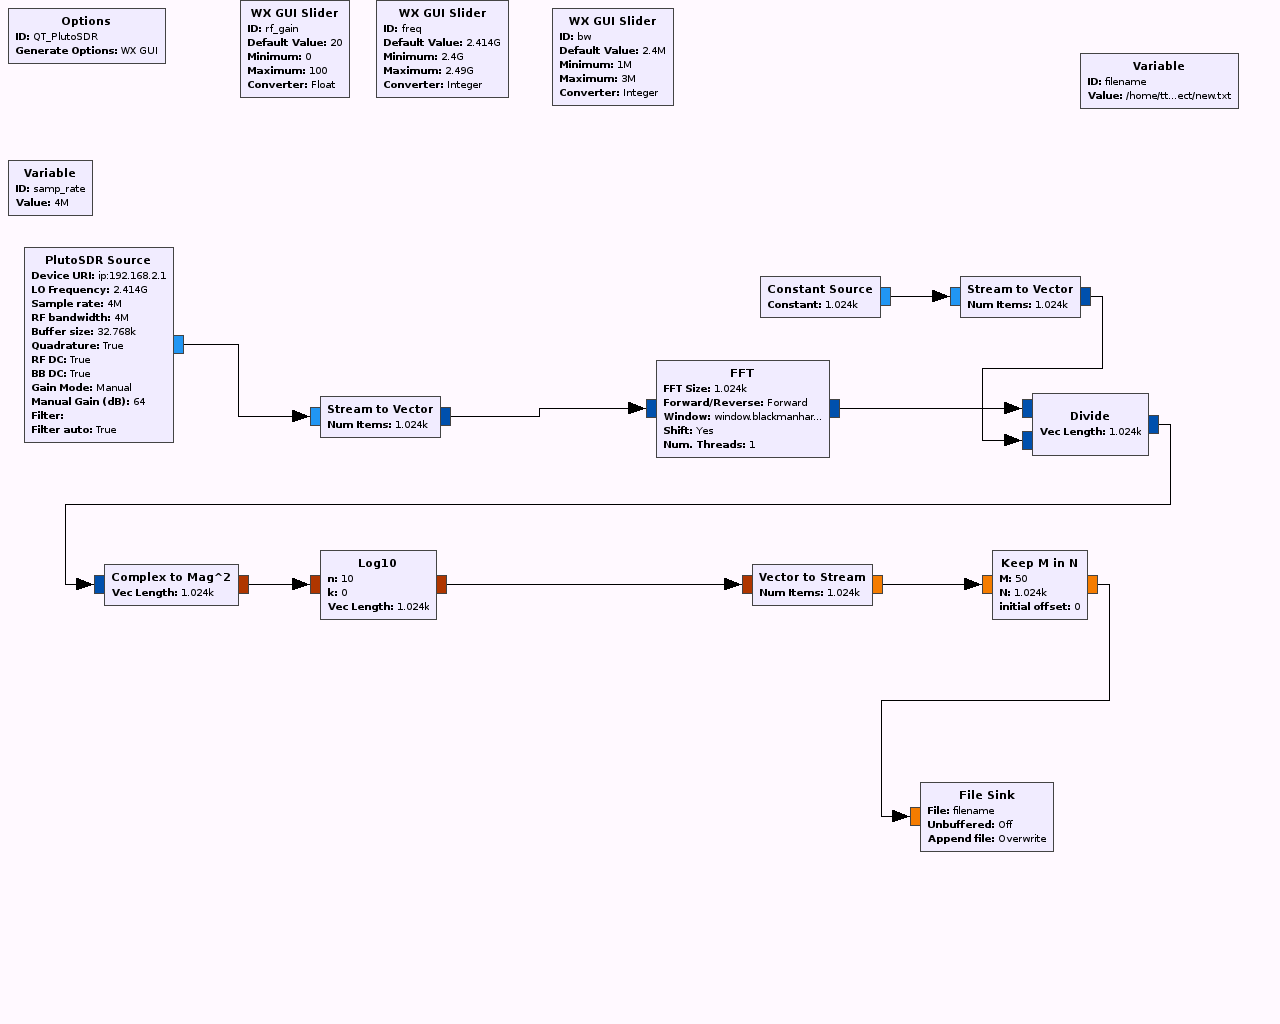 Options
ID: QT_PlutoSDR
Generate Options: WX GUI
WX GUI Slider
ID: rf_gain
Default Value: 20
Minimum: 0
Maximum: 100
Converter: Float
WX GUI Slider
ID: freq
Default Value: 2.414G
Minimum: 2.4G
Maximum: 2.49G
Converter: Integer
WX GUI Slider
ID: bw
Default Value: 2.4M
Minimum: 1M
Maximum: 3M
Converter: Integer
Variable
ID: filename
Value: /home/tt...ect/new.txt
Variable
ID: samp_rate
Value: 4M
PlutoSDR Source
Device URI: ip:192.168.2.1
LO Frequency: 2.414G
Sample rate: 4M
RF bandwidth: 4M
Buffer size: 32.768k
Quadrature: True
RF DC: True
BB DC: True
Gain Mode: Manual
Manual Gain (dB): 64
Filter:
Filter auto: True
Stream to Vector
Num Items: 1.024k
FFT
FFT Size: 1.024k
Forward/Reverse: Forward
Window: window.blackmanhar...
Shift: Yes
Num. Threads: 1
Constant Source
Constant: 1.024k
Stream to Vector
Num Items: 1.024k
Divide
Vec Length: 1.024k
Complex to Mag^2
Vec Length: 1.024k
Log10
n: 10
k: 0
Vec Length: 1.024k
Vector to Stream
Num Items: 1.024k
Keep M in N
M: 50
N: 1.024k
initial offset: 0
File Sink
File: filename
Unbuffered: Off
Append file: Overwrite